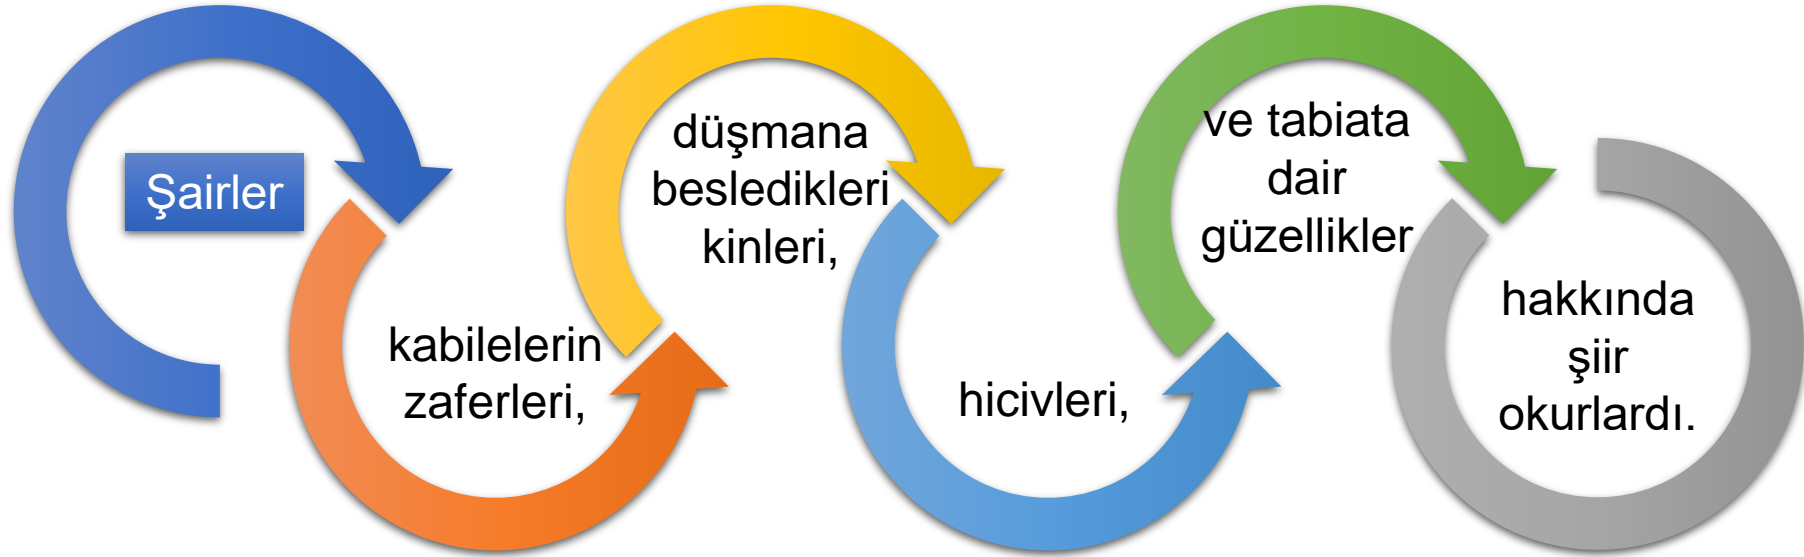 Şairler
kabilelerin
zaferleri,
düşmana
besledikleri
kinleri,
hicivleri,
ve tabiata
dair
güzellikler
hakkında
şiir
okurlardı.